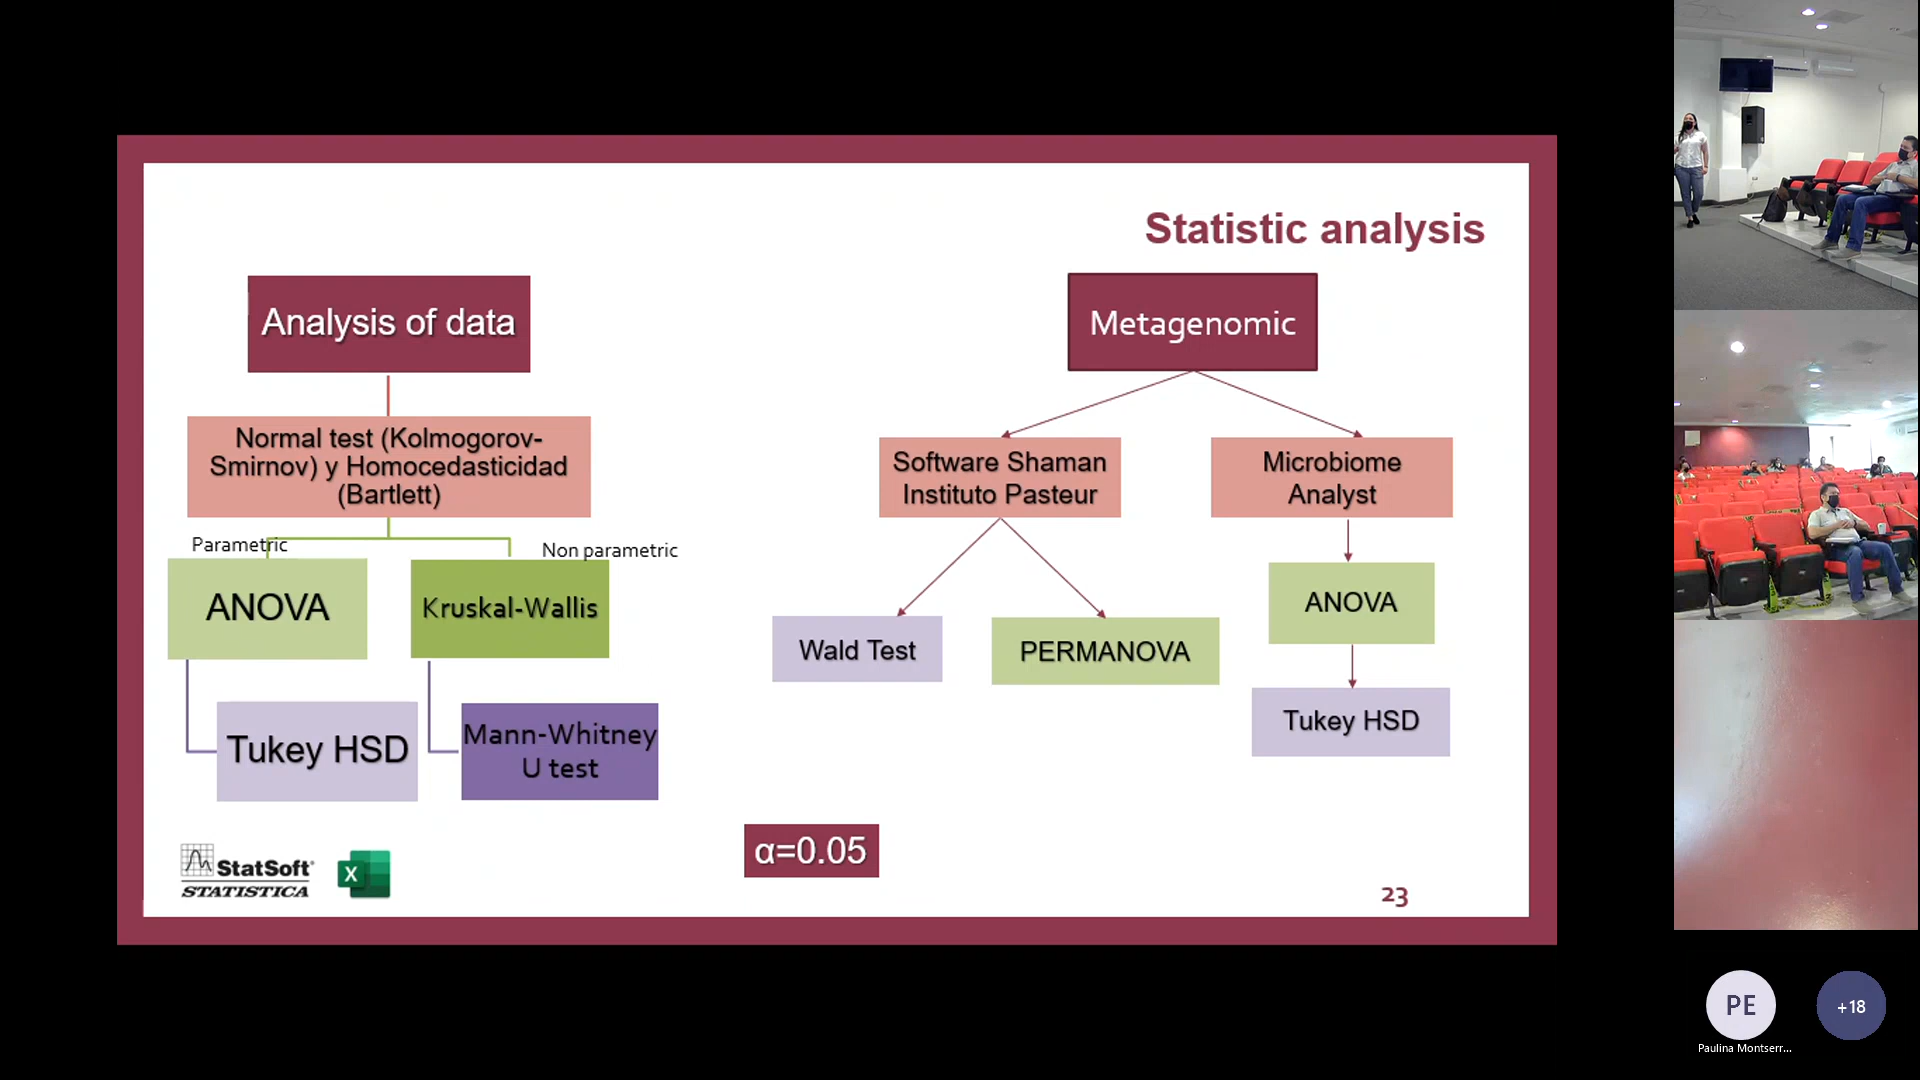 Statistic analysis
Analysis of data
Normal test (Kolmogorov-
Smirnov) y Homocedasticidad
(Bartlett)
Parametric
Non parametric
ANOVA
Kruskal-Wallis
Tukey HSD
Mann-Whitney
U test
Metagenomic
Software Shaman
Instituto Pasteur
Microbiome
Analyst
Wald Test
PERMANOVA
ANOVA
Tukey HSD
α=0.05
StatSoft
STATISTICA
X
23
PE
+18
Paulina Montserr...